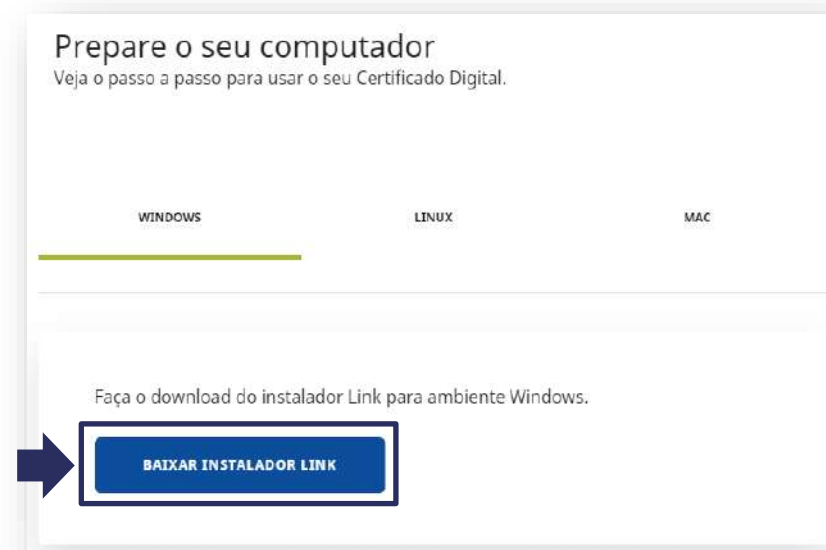 Prepare o seu computador
Veja o passo a passo para usar o seu Certificado Digital.
WINDOWS LINUX MAC
Faça o download do instalador Link para ambiente Windows.
BAIXAR INSTALADOR LINK